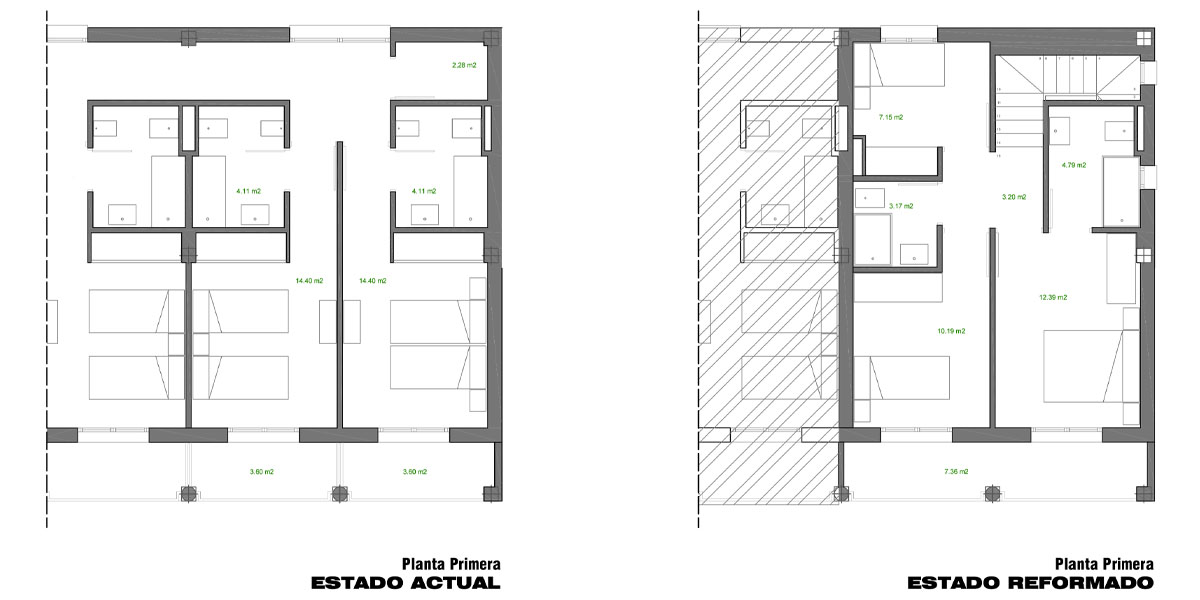 2.28 m2
4.11 m2
4.11 m2
14.40 m2
14.40 m2
3.60 m2
3.60 m2
Planta Primera
ESTADO ACTUAL
7.15 m2
4.79 m2
3.20 m2
3.17 m2
12.39 m2
10.19 m2
7.36 m2
Planta Primera
ESTADO REFORMADO